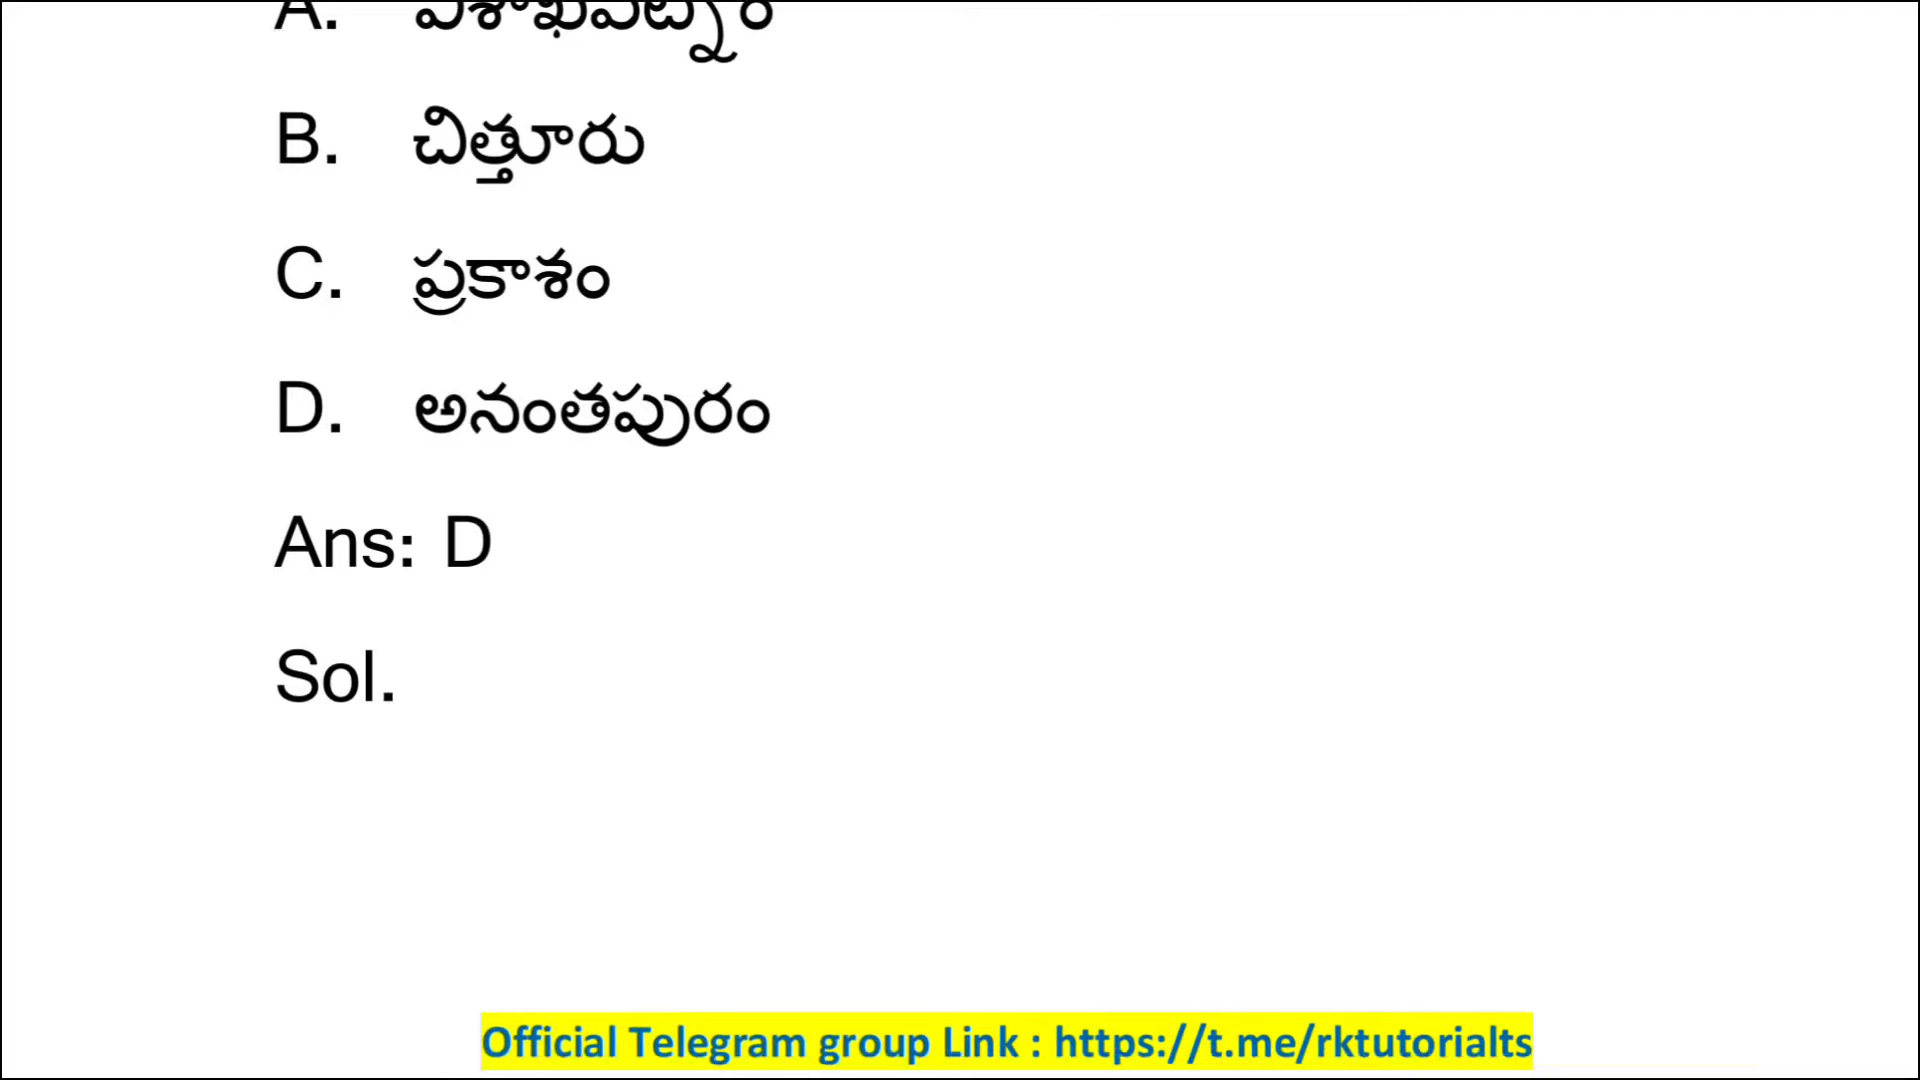 A. విశాఖపట్నం
B. చిత్తూరు
C. ప్రకాశం
D. అనంతపురం
Ans: D
Sol.
Official Telegram group Link : https://t.me/rktutorialts